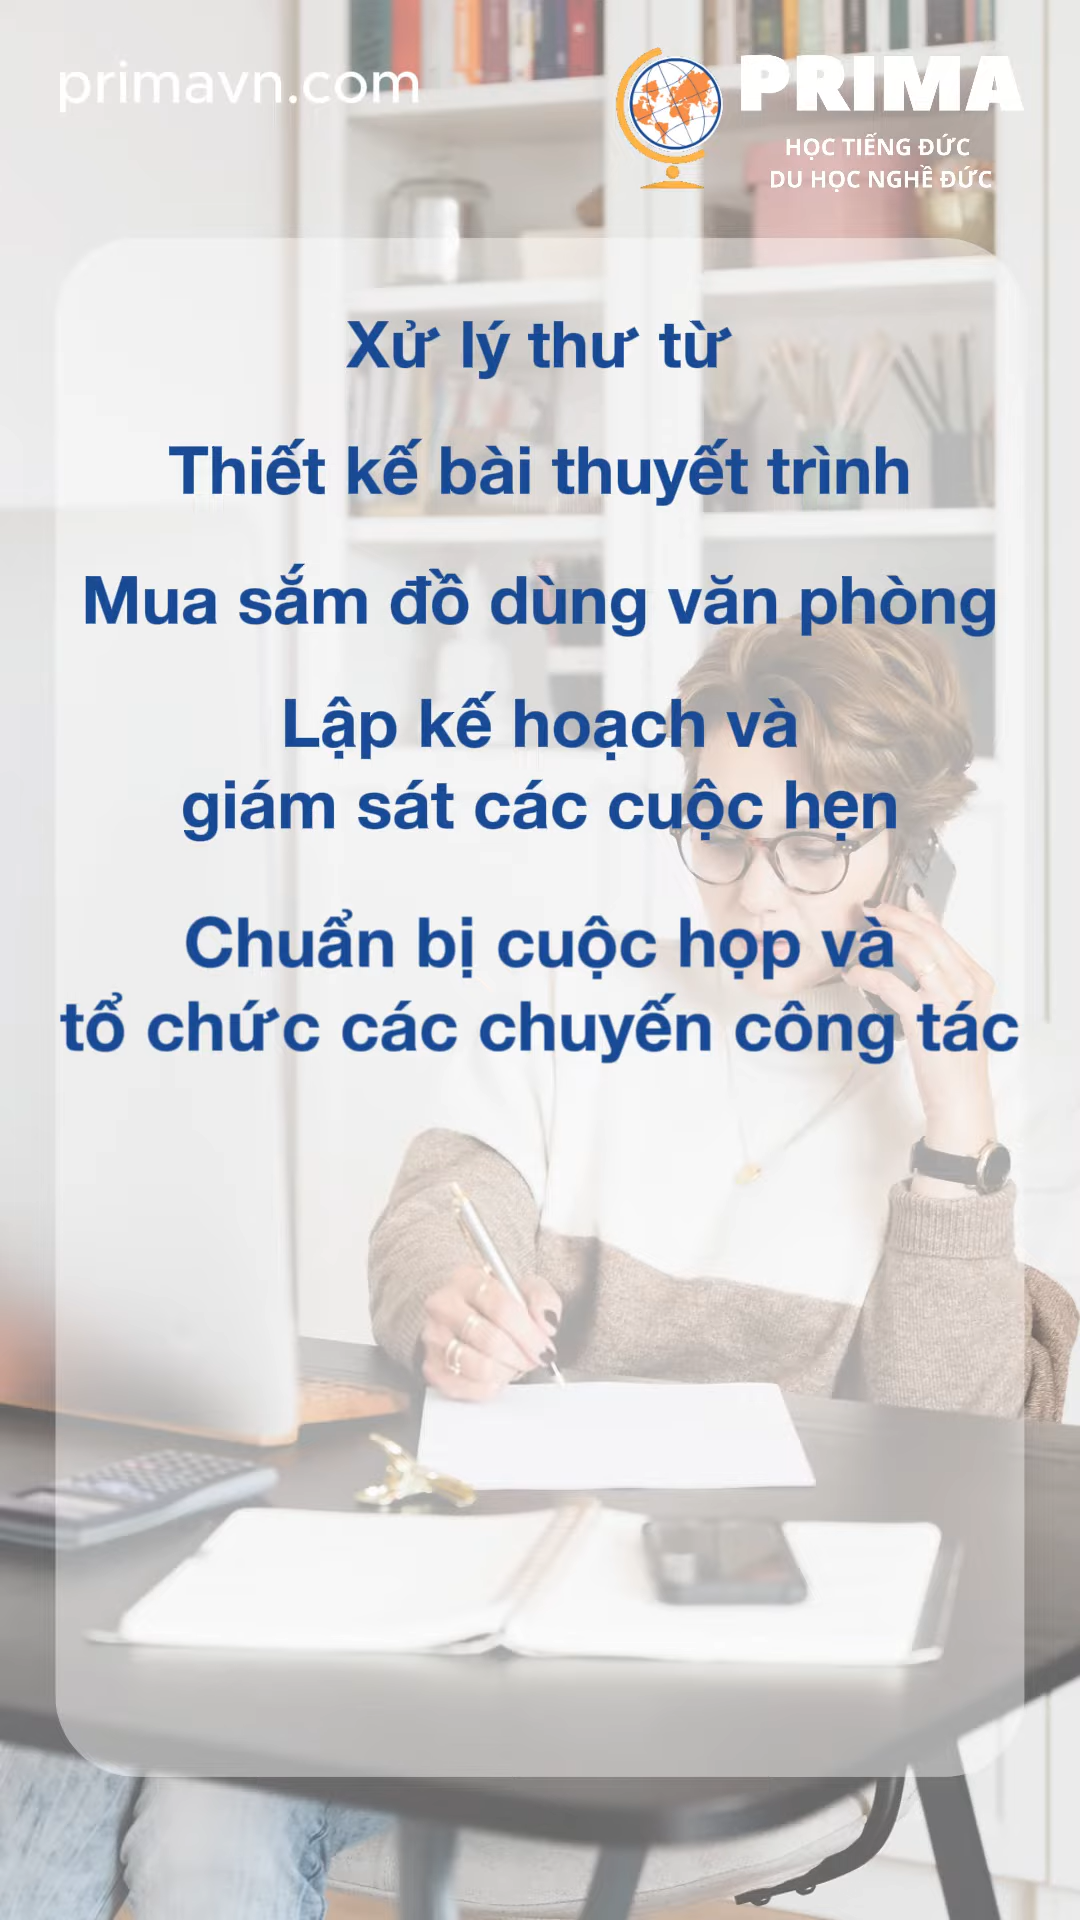 primavn.com
PRIMA
HỌC TIẾNG ĐỨC
DU HỌC NGHỀ ĐỨC
Xử lý thư từ
Thiết kế bài thuyết trình
Mua sắm đồ dùng văn phòng
Lập kế hoạch và
giám sát các cuộc hẹn
Chuẩn bị cuộc họp và
tổ chức các chuyến công tác